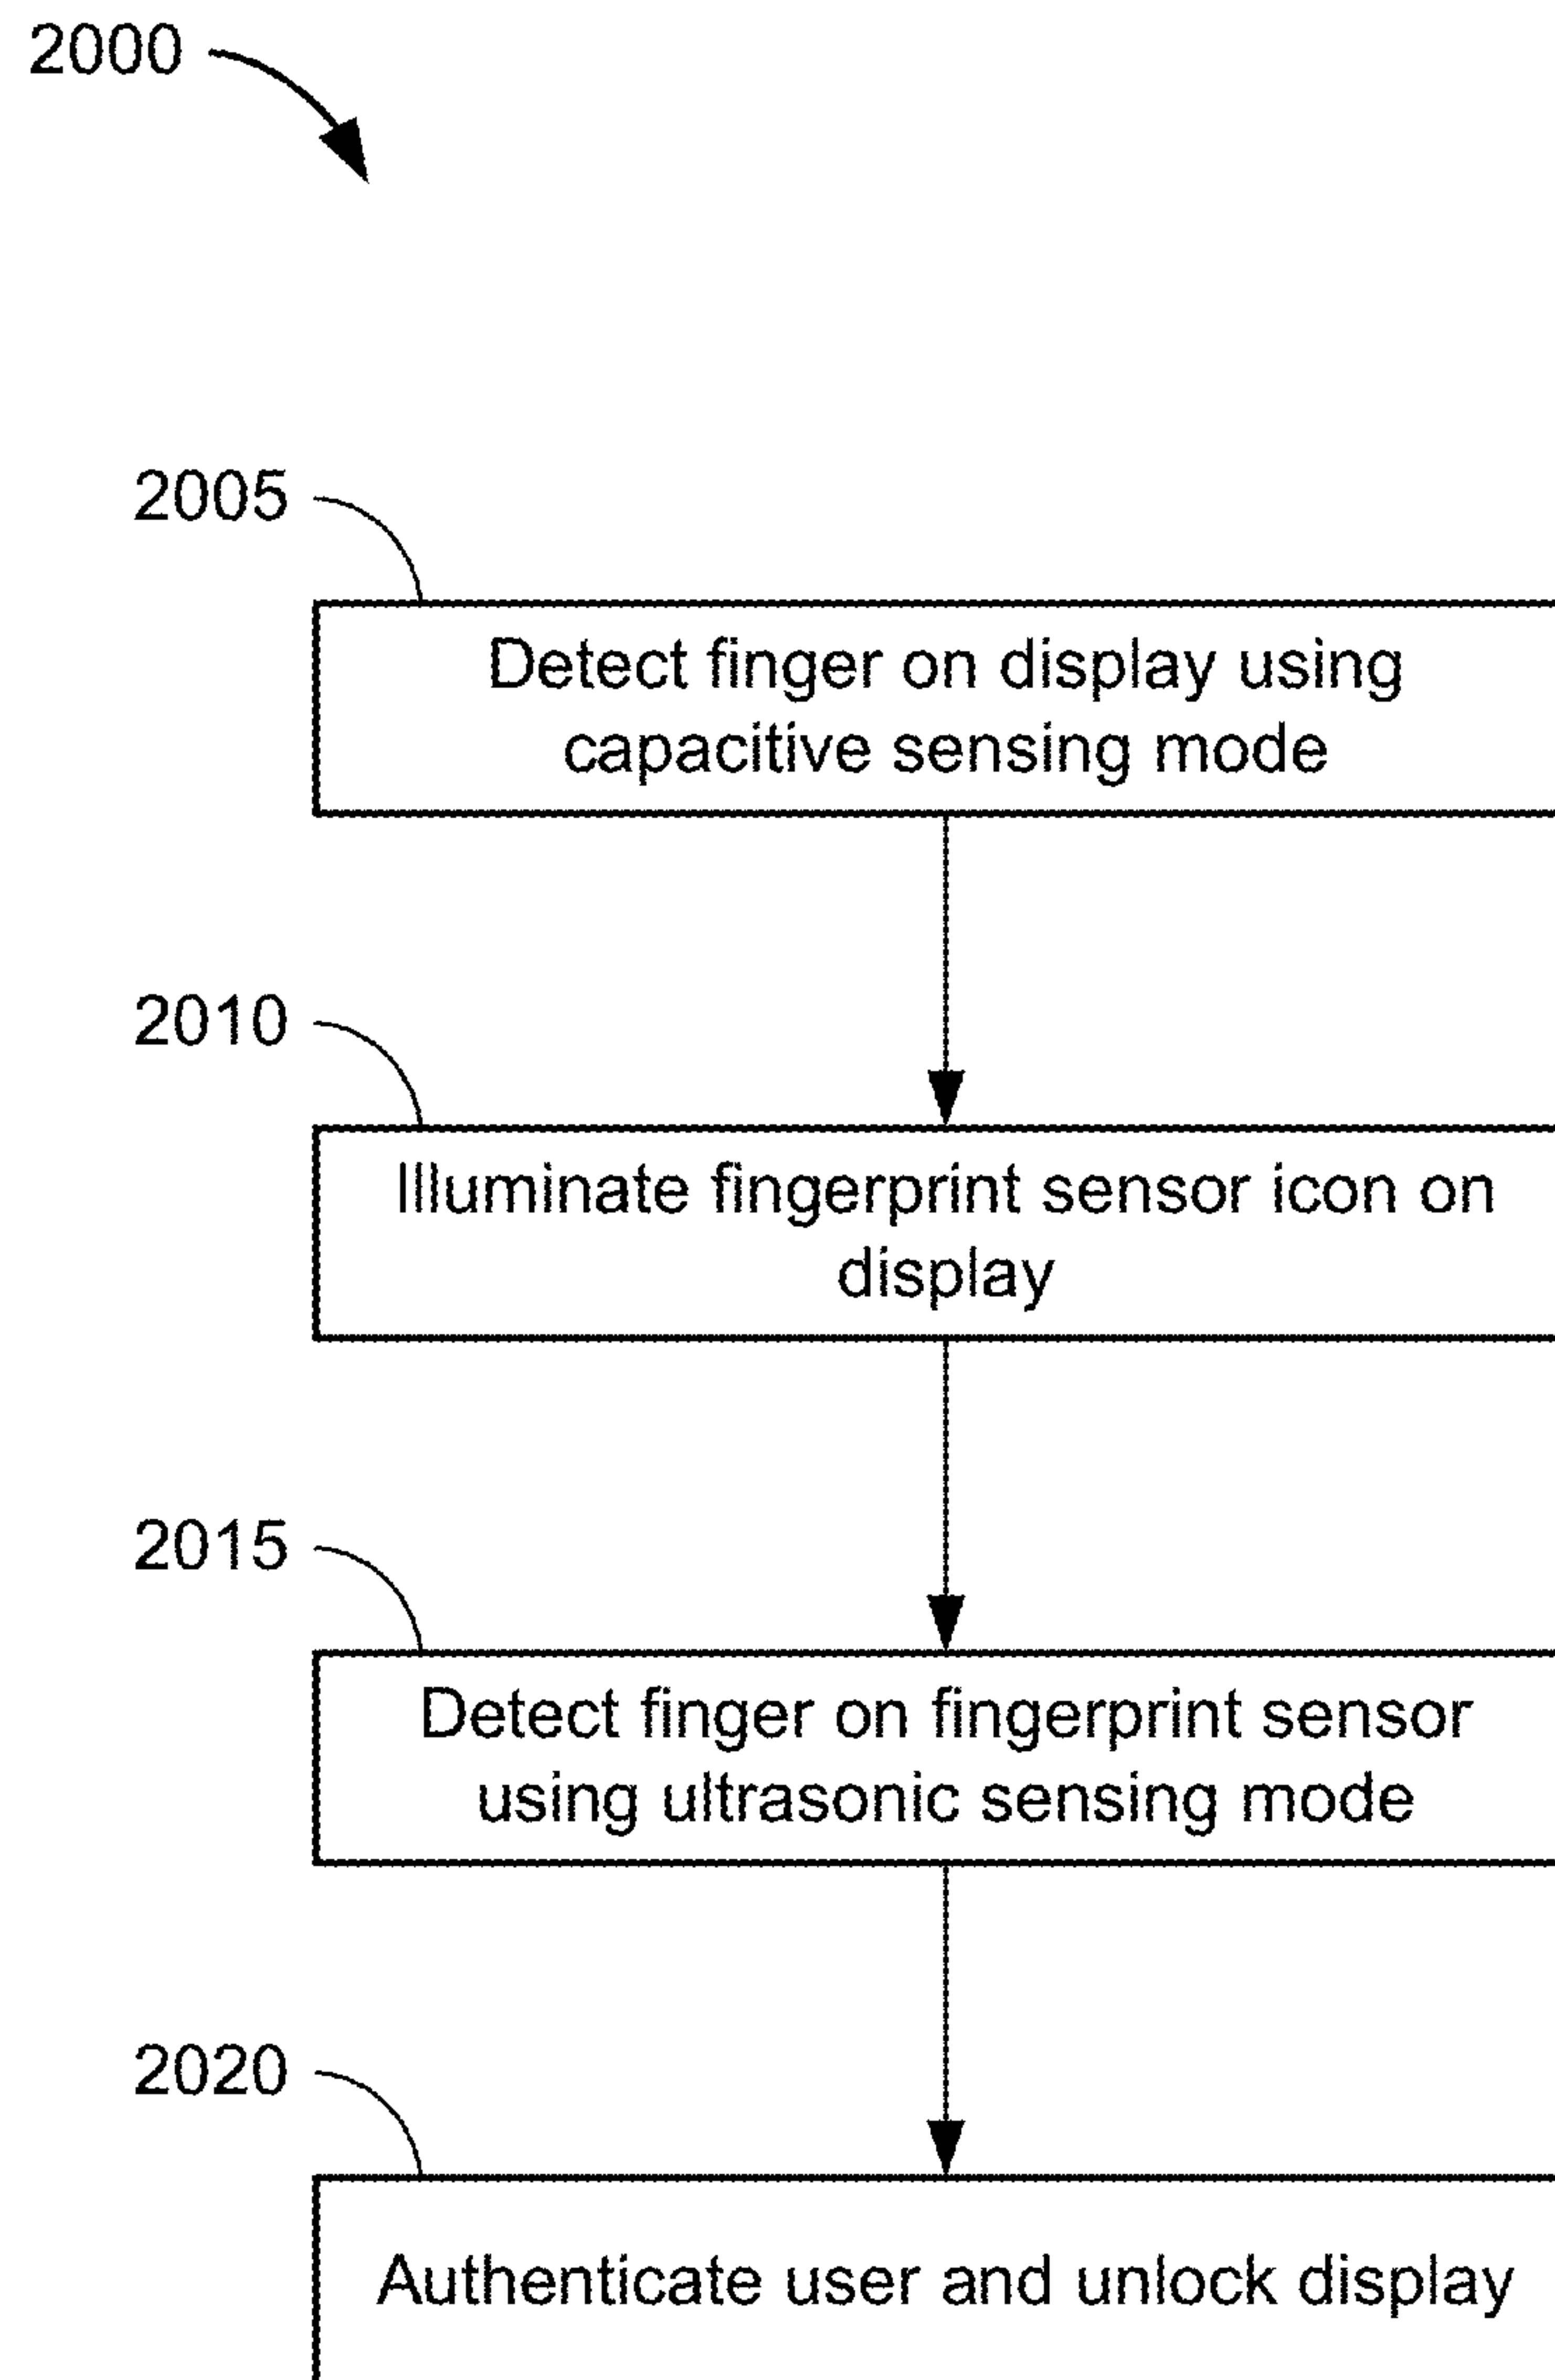 2000
2005
Detect finger on display using
capacitive sensing mode
2010
Illuminate fingerprint sensor icon on
display
2015
Detect finger on fingerprint sensor
using ultrasonic sensing mode
2020
Authenticate user and unlock display